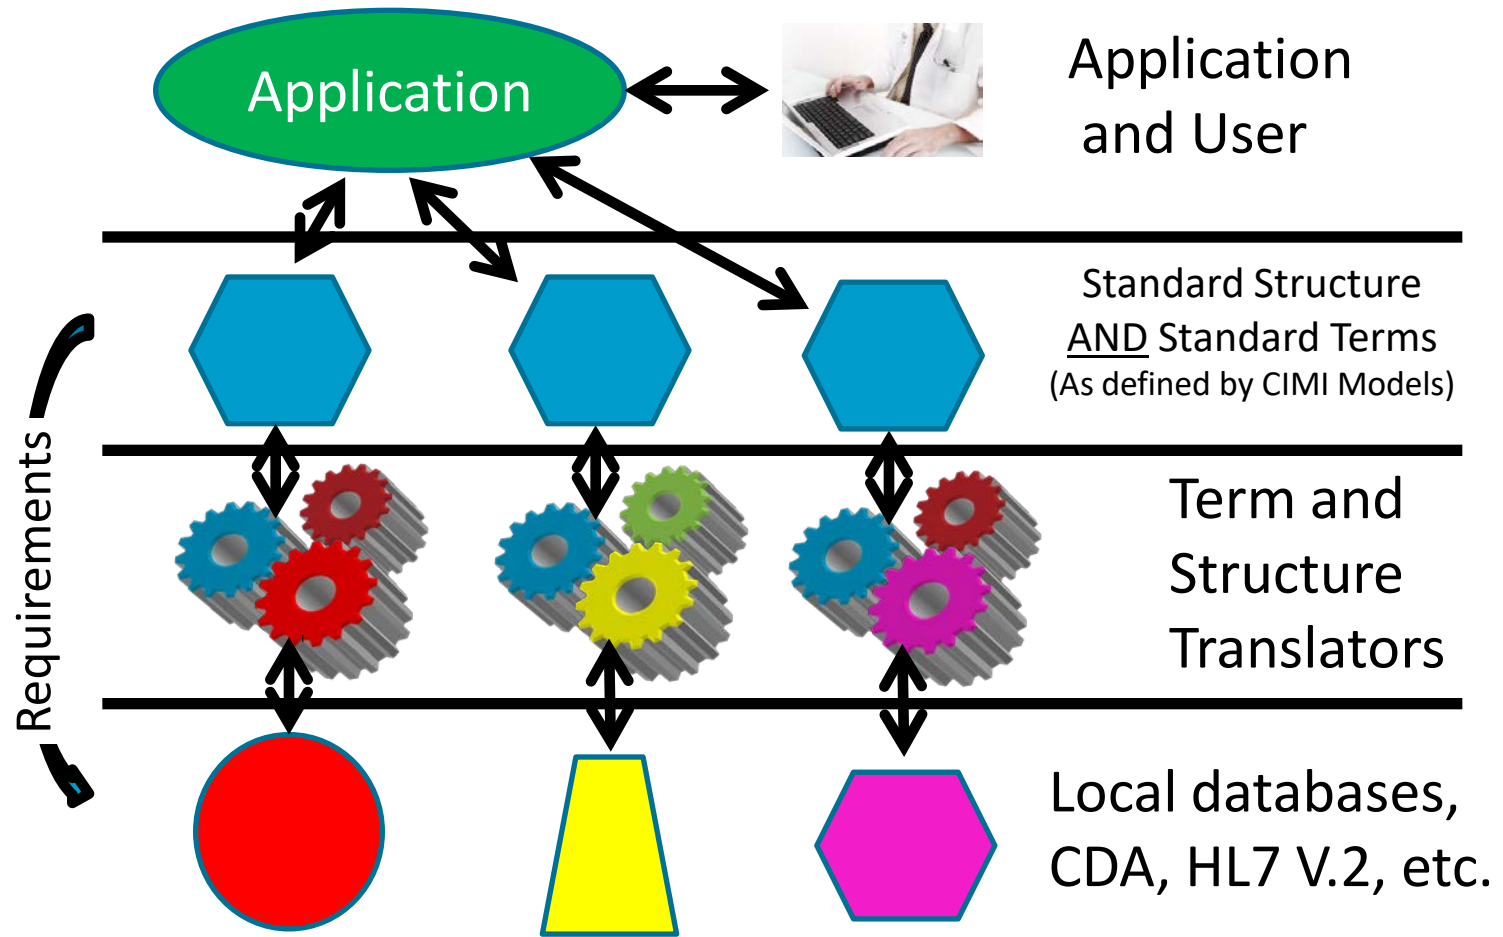 Application
Application
and User
Standard Structure
AND Standard Terms
(As defined by CIMI Models)
Requirements
Term and
Structure
Translators
Local databases,
CDA, HL7 V.2, etc.